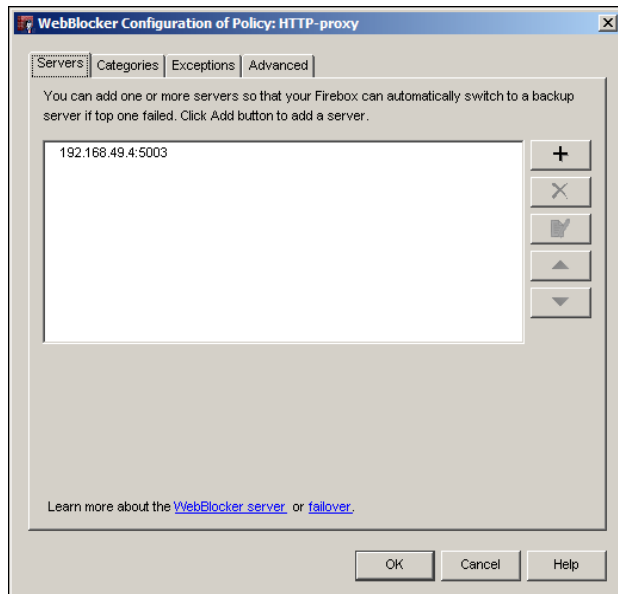 WebBlocker Configuration of Policy: HTTP-proxy
Servers Categories Exceptions Advanced
You can add one or more servers so that your Firebox can automatically switch to a backup
server if top one failed. Click Add button to add a server.
192.168.49.4:5003
Learn more about the WebBlocker server or failover.
OK Cancel Help